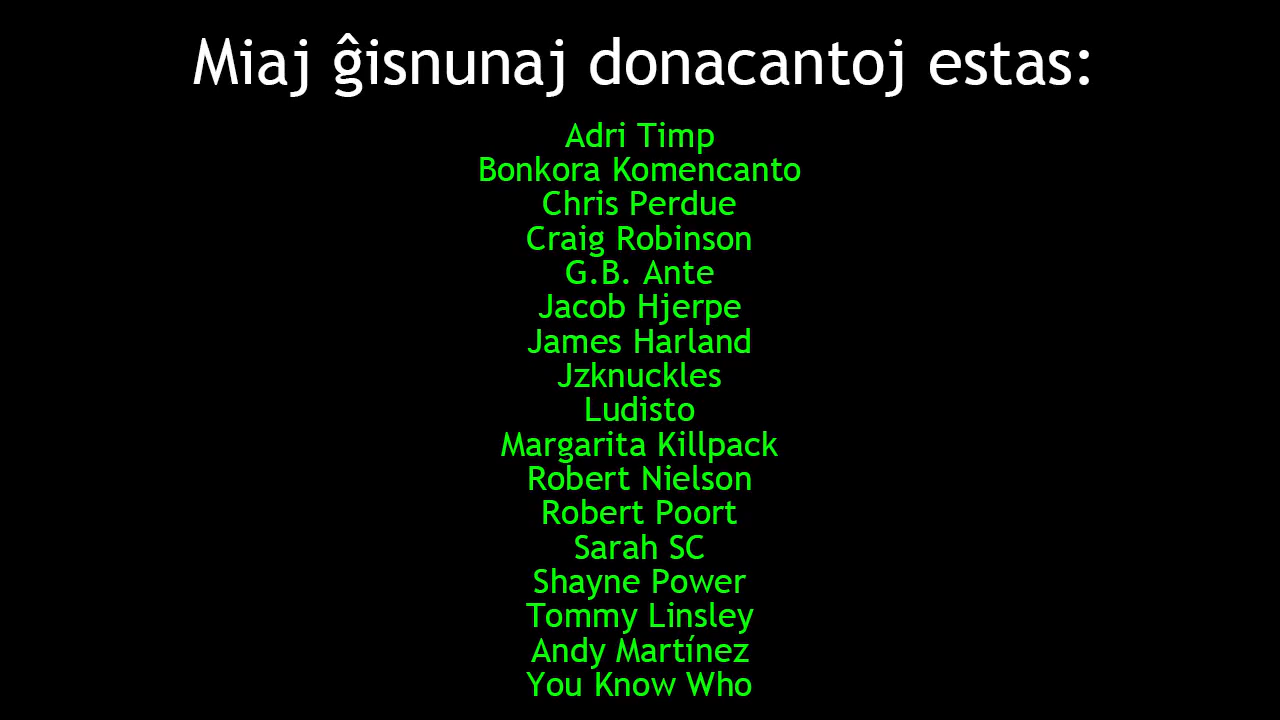 Miaj ĝisnunaj donacantoj estas:
Adri Timp
Bonkora Komencanto
Chris Perdue
Craig Robinson
G.B. Ante
Jacob Hjerpe
James Harland
Jzknuckles
Ludisto
Margarita Killpack
Robert Nielson
Robert Poort
Sarah SC
Shayne Power
Tommy Linsley
Andy Martínez
You Know Who